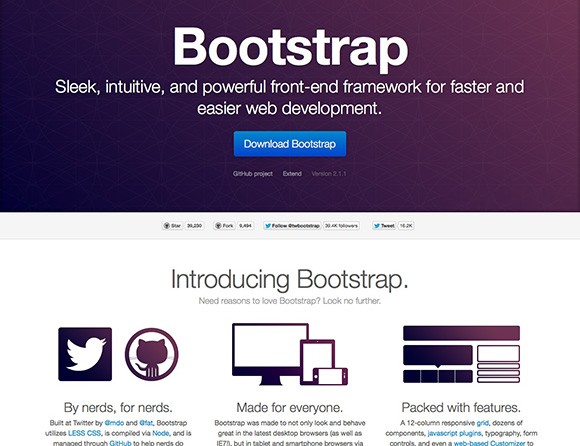 Bootstrap
Sleek, intuitive, and powerful front-end framework for faster and
easier web development.
Download Bootstrap
GitHub project Extend Version 2.1.1
Star 39,230 Fork 9,494 Follow @twbootstrap 39.4K followers Tweet 16.2K
Introducing Bootstrap.
Need reasons to love Bootstrap? Look no further.
By nerds, for nerds.
Built at Twitter by @mdo and @fat, Bootstrap
utilizes LESS CSS, is compiled via Node, and is
managed through GitHub to help nerds do
Made for everyone.
Bootstrap was made to not only look and behave
great in the latest desktop browsers (as well as
IE7!), but in tablet and smartphone browsers via
Packed with features.
A 12-column responsive grid, dozens of
components, javascript plugins, typography, form
controls, and even a web-based Customizer to